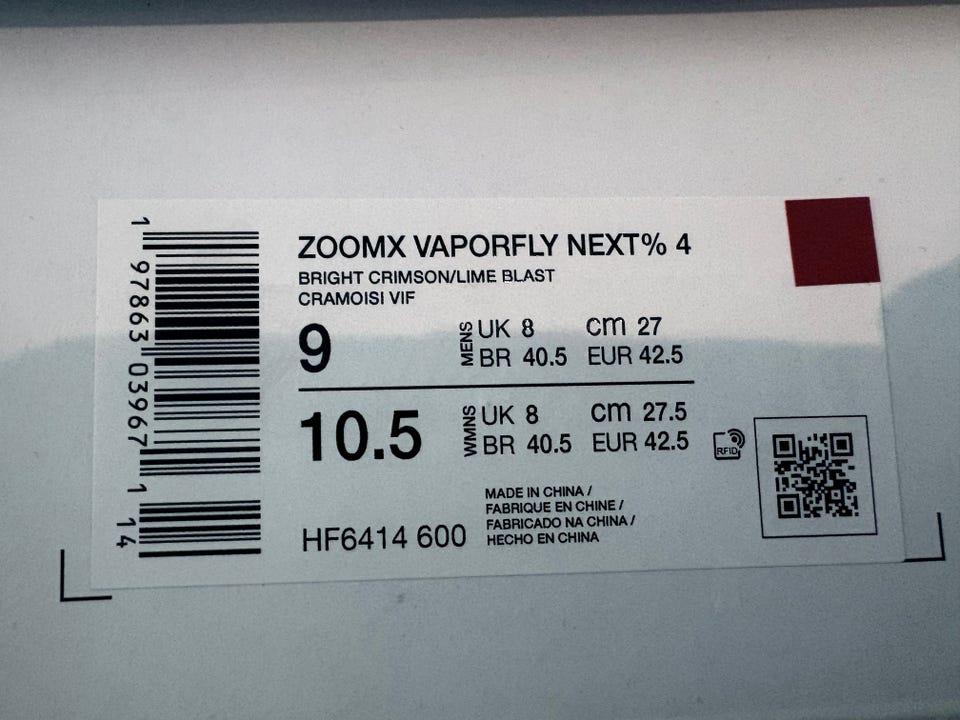 ZOOMX VAPORFLY NEXT% 4
BRIGHT CRIMSON/LIME BLAST
CRAMOISI VIF
9 MENS UK 8 cm 27
BR 40.5 EUR 42.5
10.5 WMNS UK 8 cm 27.5
BR 40.5 EUR 42.5
RFID
HF6414 600
MADE IN CHINA /
FABRIQUE EN CHINE /
FABRICADO NA CHINA /
HECHO EN CHINA
1 97863 03967 1 14